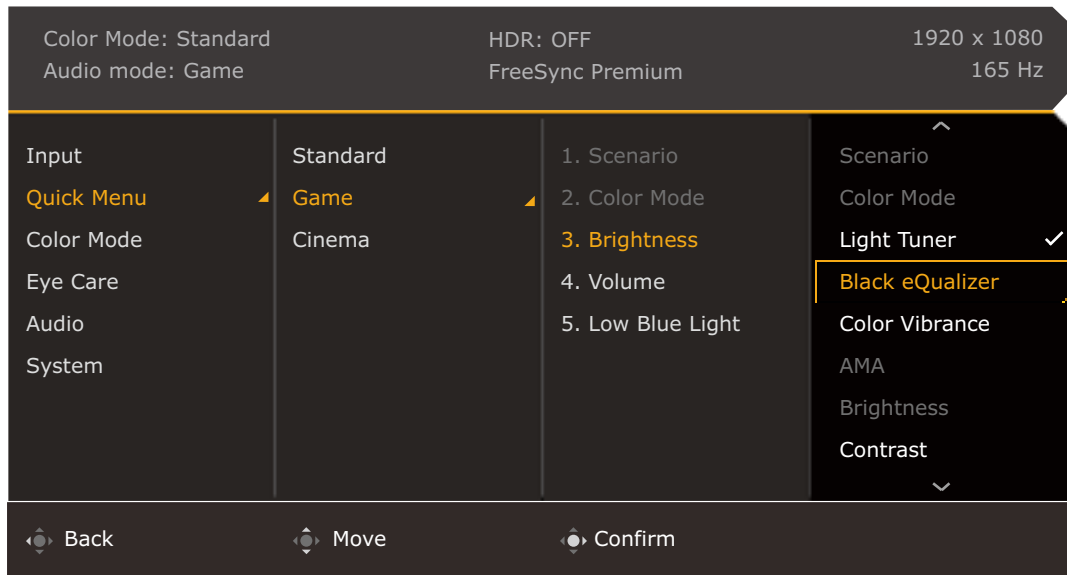 Color Mode: Standard
HDR: OFF
1920 x 1080
Audio mode: Game
FreeSync Premium
165 Hz
Input
Quick Menu
Color Mode
Eye Care
Audio
System
Standard
Game
Cinema
1. Scenario
2. Color Mode
3. Brightness
4. Volume
5. Low Blue Light
Scenario
Color Mode
Light Tuner
Black eQualizer
Color Vibrance
AMA
Brightness
Contrast
Back
Move
Confirm